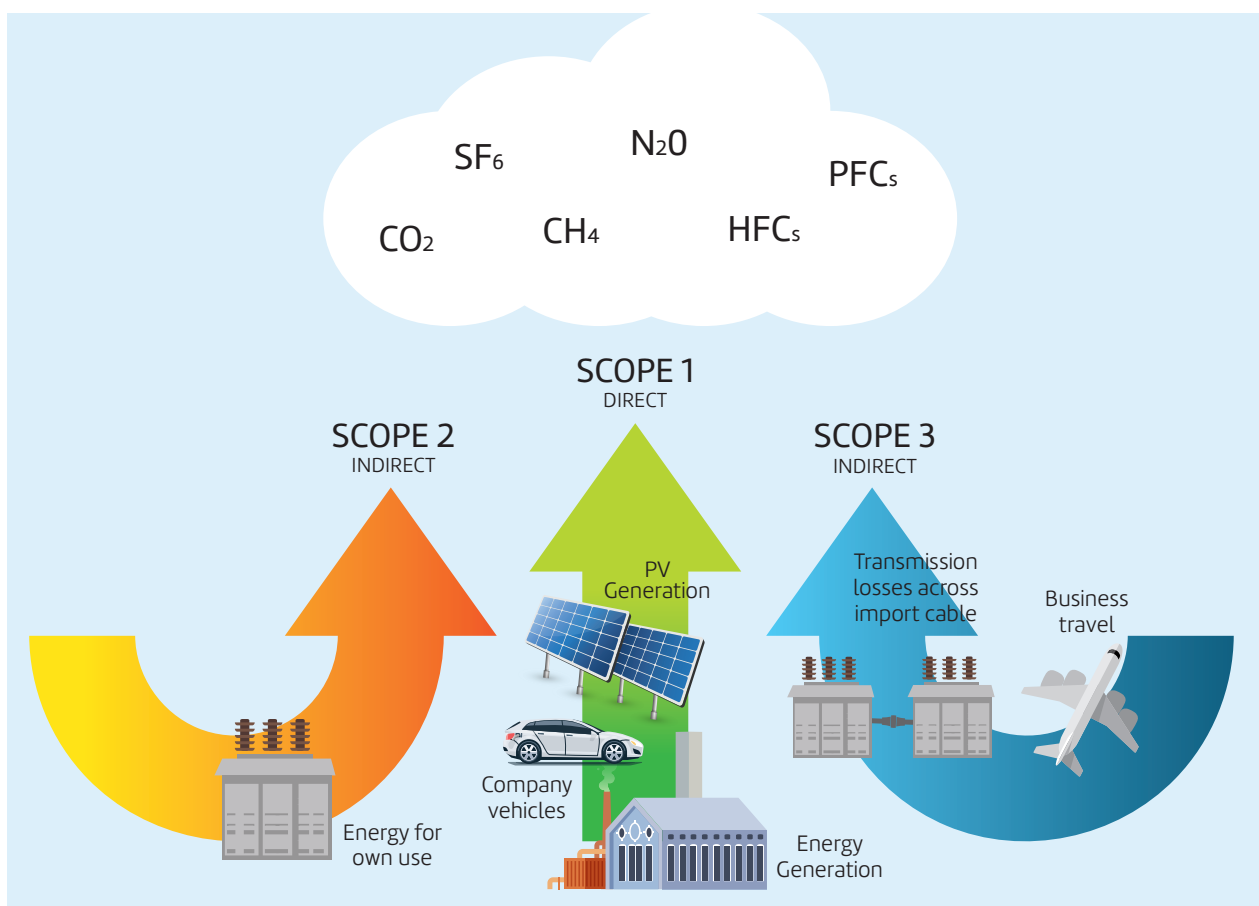 SF₆
N₂0
PFCs
CO₂
CH₄
HFCs
SCOPE 1
DIRECT
SCOPE 2
INDIRECT
SCOPE 3
INDIRECT
PV
Generation
Transmission
losses across
import cable
Business
travel
Company
vehicles
Energy for
own use
Energy
Generation